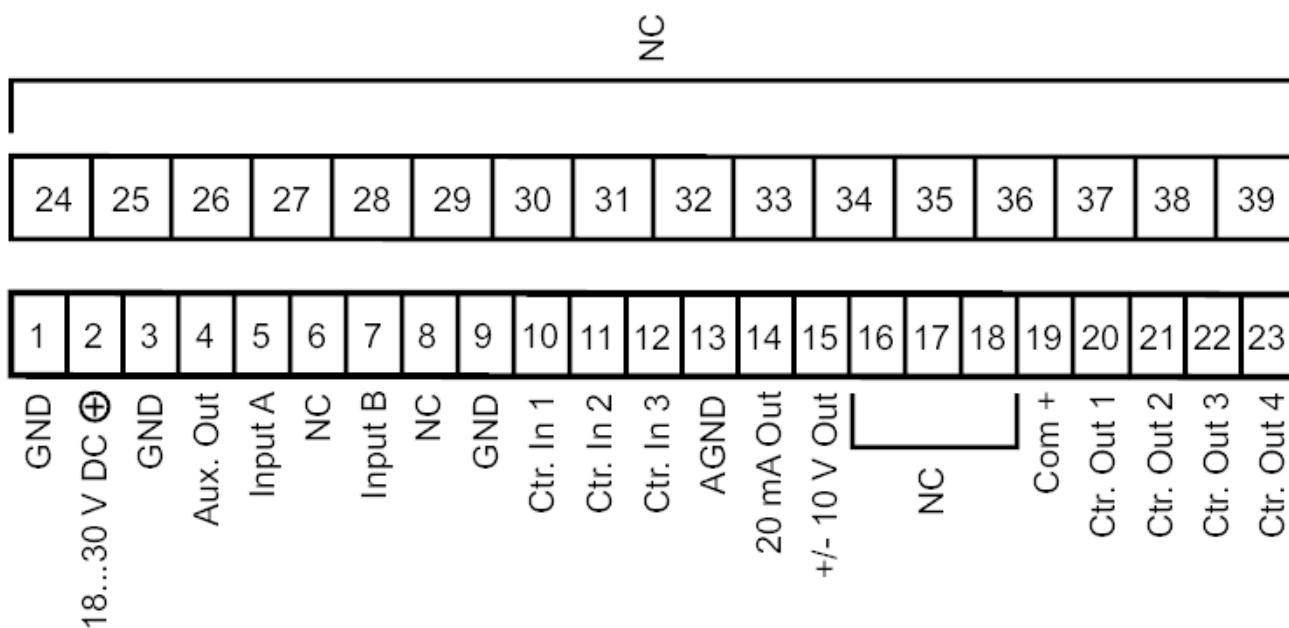 NC
24 25 26 27 28 29 30 31 32 33 34 35 36 37 38 39
1 2 3 4 5 6 7 8 9 10 11 12 13 14 15 16 17 18 19 20 21 22 23
GND
18...30 V DC ⊕
GND
Aux. Out
Input A
NC
Input B
NC
GND
Ctr. In 1
Ctr. In 2
Ctr. In 3
AGND
20 mA Out
+/- 10 V Out
NC
Com +
Ctr. Out 1
Ctr. Out 2
Ctr. Out 3
Ctr. Out 4